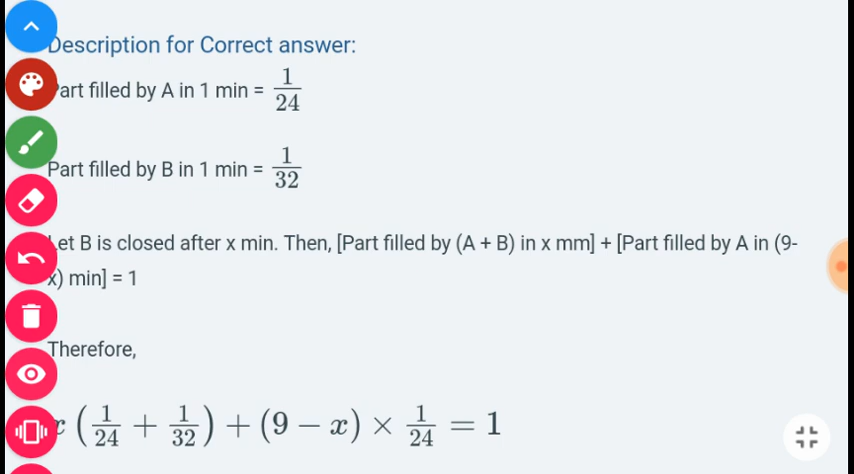 Description for Correct answer:
art filled by A in 1 min = 1/24
Part filled by B in 1 min = 1/32
et B is closed after x min. Then, [Part filled by (A + B) in x mm] + [Part filled by A in (9-
x) min] = 1
Therefore,
x (1/24 + 1/32) + (9 − x) × 1/24 = 1